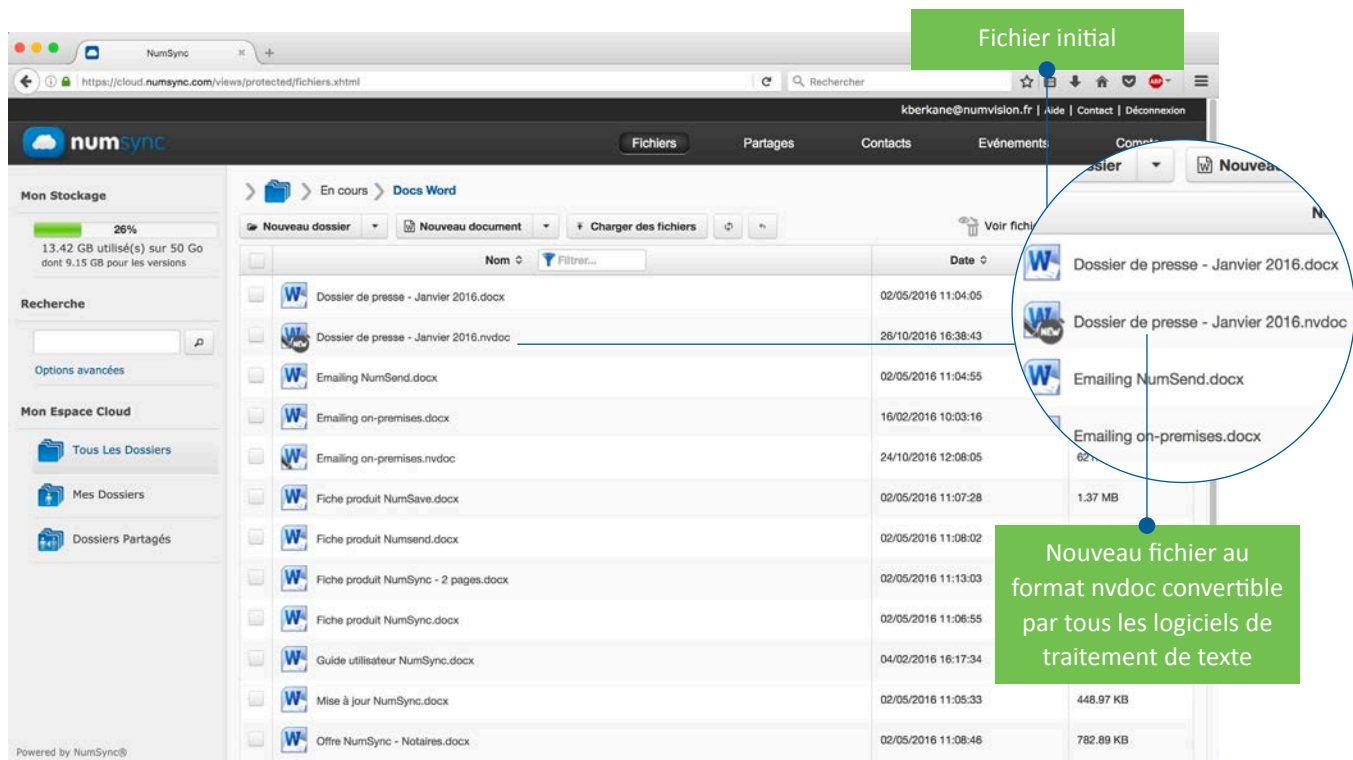 Fichier initial
NumSync
https://cloud.numsync.com/views/protected/fichiers.xhtml
Rechercher
ABP
kberkane@numvision.fr | Aide | Contact | Déconnexion
numsync
Fichiers
Partages
Contacts
Evénements
Compte
Mon Stockage
26%
13.42 GB utilisé(s) sur 50 Go
dont 9.15 GB pour les versions
Recherche
Options avancées
Mon Espace Cloud
Tous Les Dossiers
Mes Dossiers
Dossiers Partagés
Powered by NumSync®
En cours
Docs Word
Nouveau dossier
Nouveau document
Charger des fichiers
Voir fichi
Nom
Filtrer...
Date
Dossier de presse - Janvier 2016.docx
02/05/2016 11:04:05
Dossier de presse - Janvier 2016.nvdoc
26/10/2016 16:38:43
Emailing NumSend.docx
02/05/2016 11:04:55
Emailing on-premises.docx
16/02/2016 10:03:16
Emailing on-premises.nvdoc
24/10/2016 12:08:05
Fiche produit NumSave.docx
02/05/2016 11:07:28
1.37 MB
Fiche produit Numsend.docx
02/05/2016 11:08:02
Fiche produit NumSync - 2 pages.docx
02/05/2016 11:13:03
Fiche produit NumSync.docx
02/05/2016 11:06:55
Guide utilisateur NumSync.docx
04/02/2016 16:17:34
Mise à jour NumSync.docx
02/05/2016 11:05:33
448.97 KB
Offre NumSync - Notaires.docx
02/05/2016 11:08:46
782.89 KB
ssier
Nouveau
Dossier de presse - Janvier 2016.docx
NEW
Dossier de presse - Janvier 2016.nvdoc
Emailing NumSend.docx
Emailing on-premises.docx
Nouveau fichier au
format nvdoc convertible
par tous les logiciels de
traitement de texte